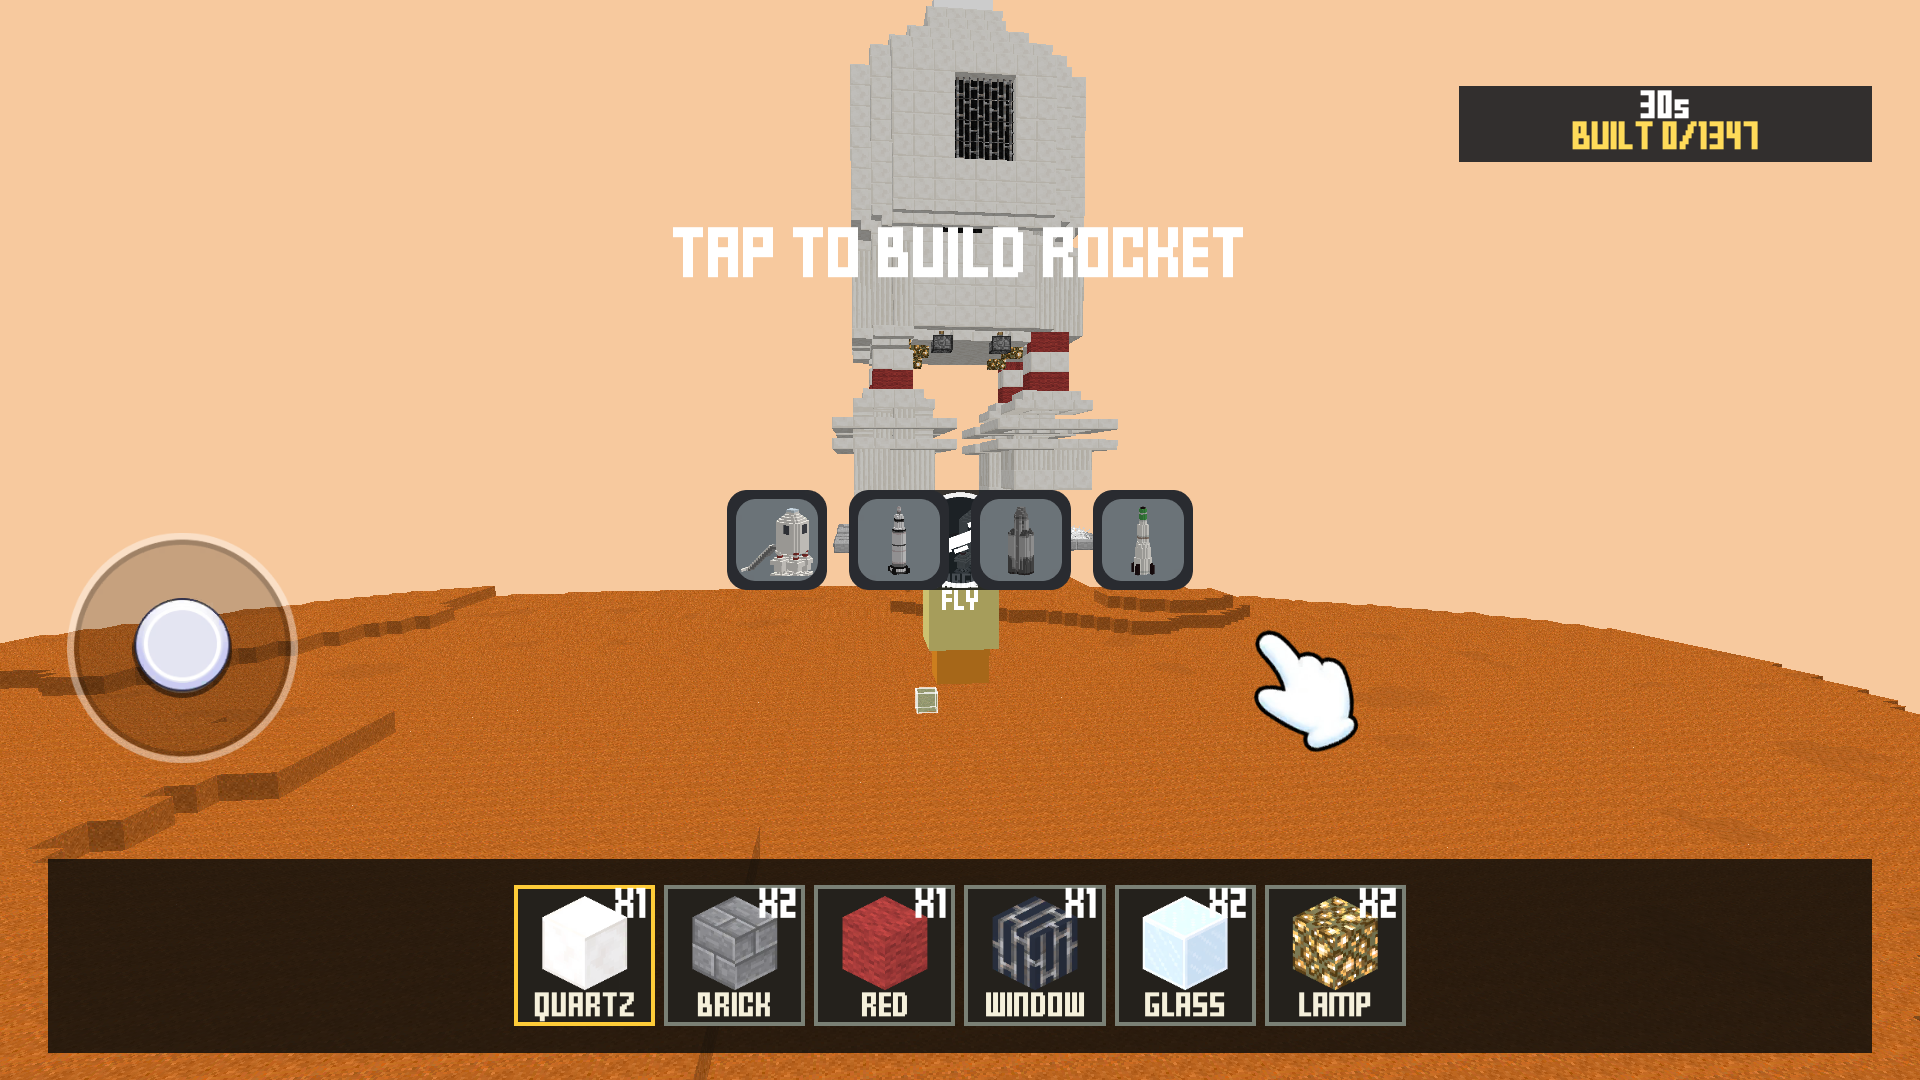 30s
BUILT 0/1347
TAP TO BUILD ROCKET
FLY
X1
X2
X1
X1
X2
X2
QUARTZ
BRICK
RED
WINDOW
GLASS
LAMP